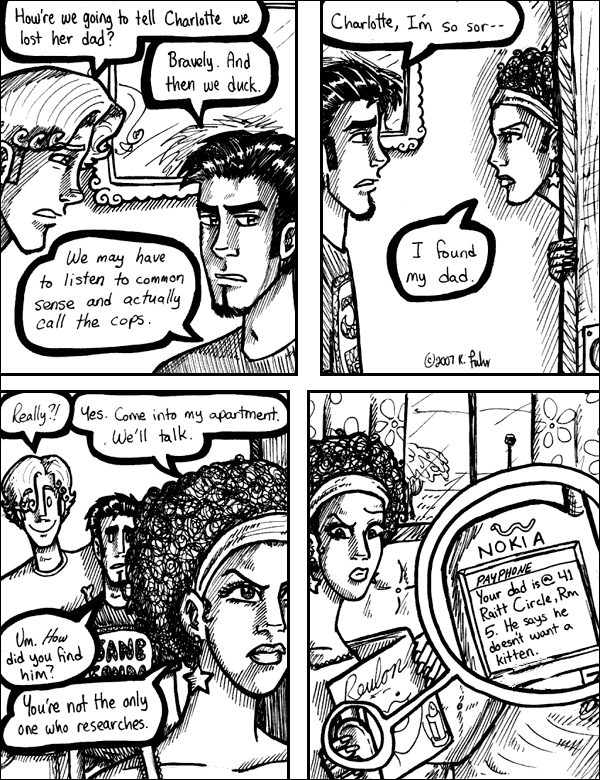 How're we going to tell Charlotte we
lost her dad?
Bravely. And
then we duck.
We may have
to listen to common
sense and actually
call the cops.
Charlotte, I'm so sor--
I found
my dad.
©2007 K. Fuhr
Really?!
Yes. Come into my apartment.
We'll talk.
Um. How
did you find
him?
You're not the only
one who researches.
NOKIA
PAYPHONE
Your dad is@ 41
Raitt Circle, Rm
5. He says he
doesn't want a
kitten.
Revlon